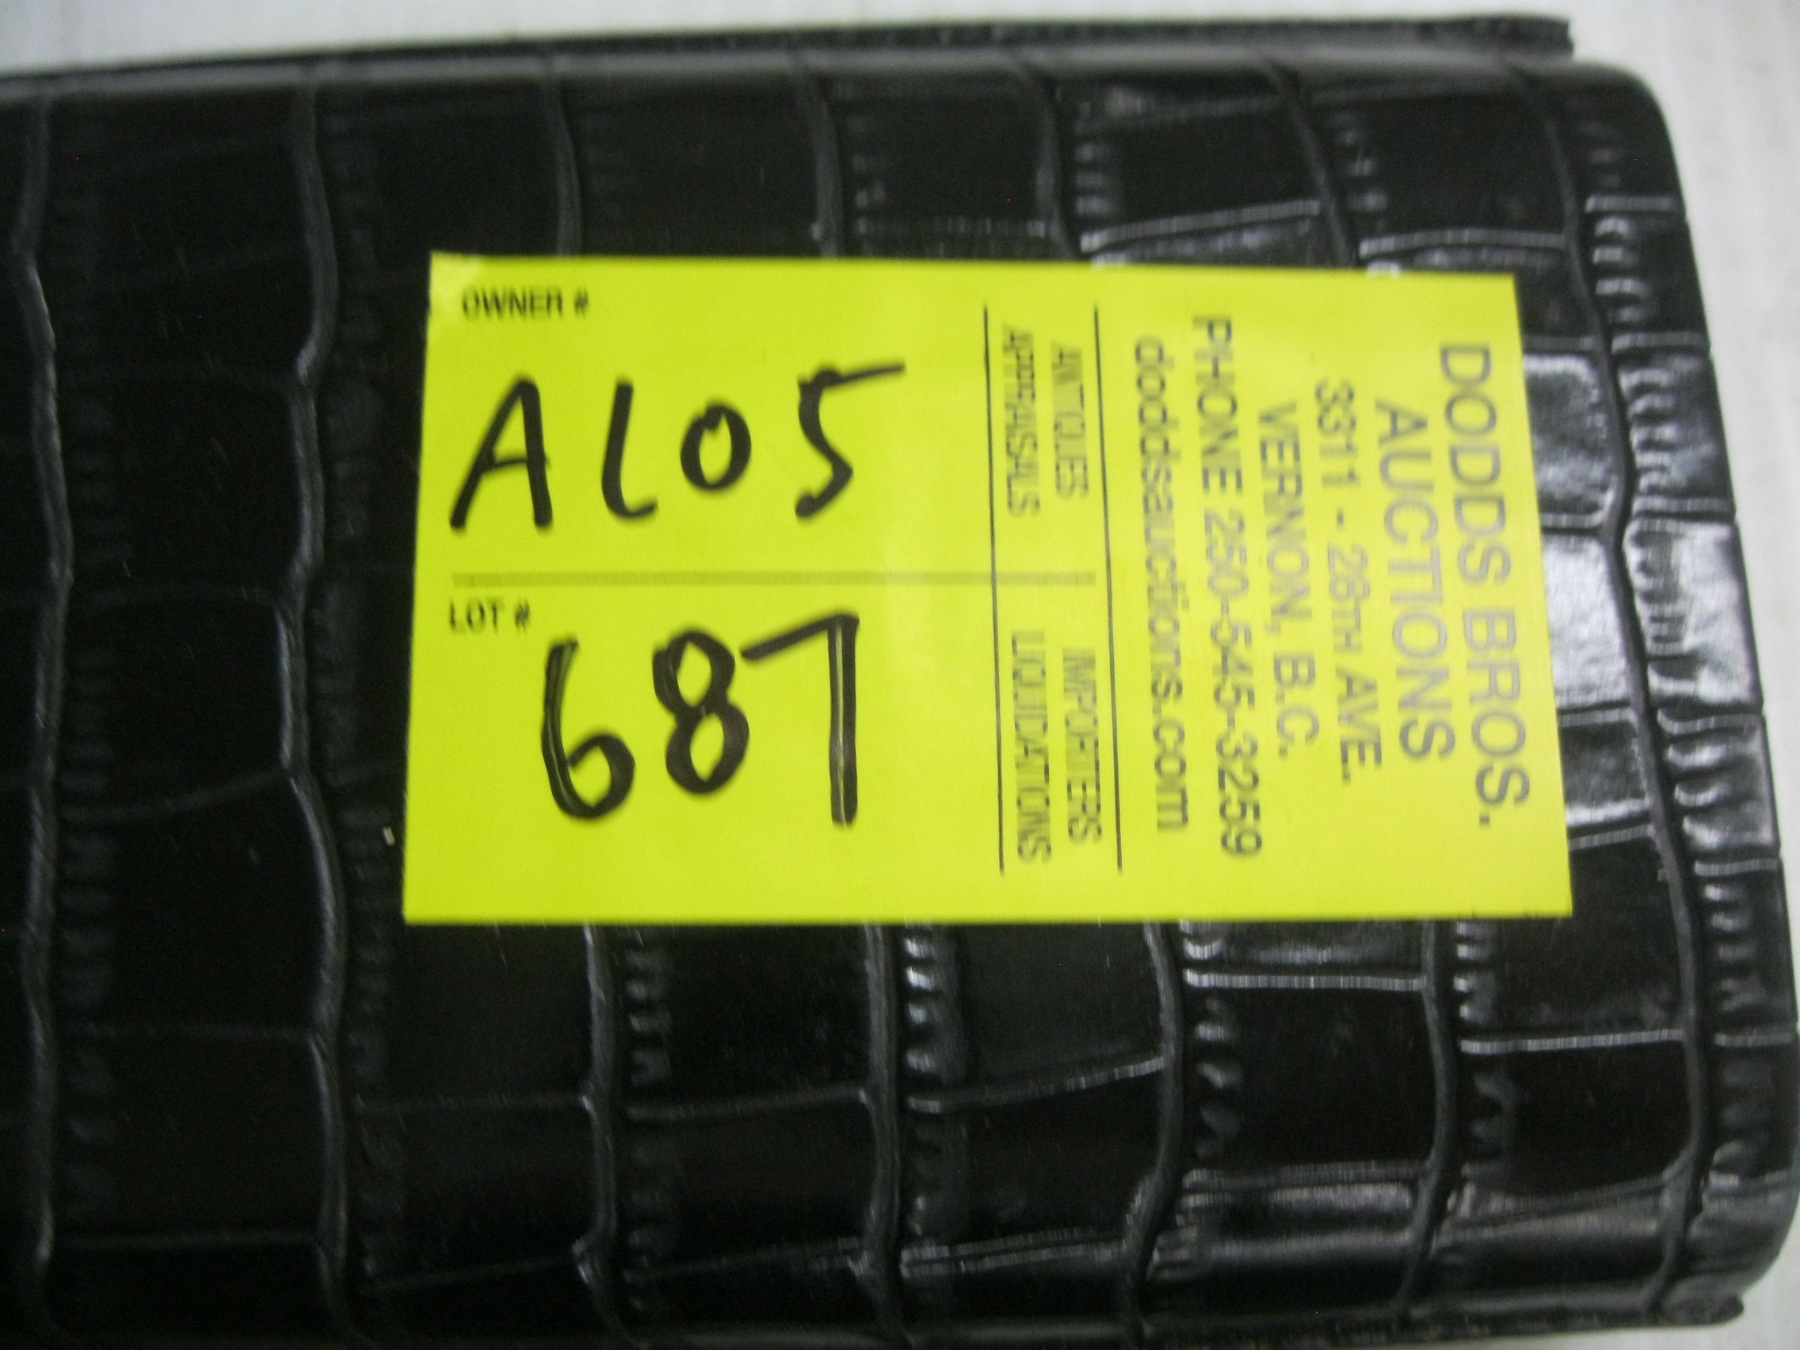 OWNER #
A105
LOT #
687
DODDS BROS.
AUCTIONS
3311 - 28TH AVE.
VERNON, B.C.
PHONE 250-545-3259
doddsauctions.com
ANTIQUES
APPRAISALS
IMPORTERS
LIQUIDATIONS